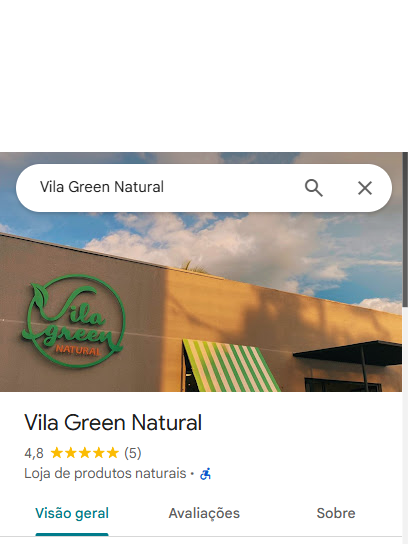 Vila Green Natural
Vila
green
NATURAL
Vila Green Natural
4,8 (5)
Loja de produtos naturais •
Visão geral Avaliações Sobre